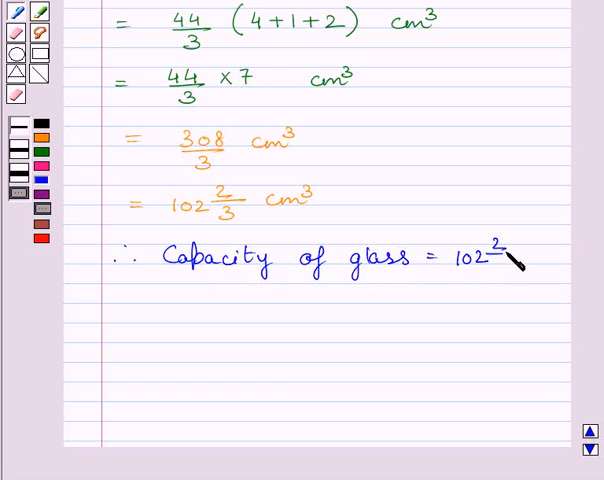 = 44/3 (4+1+2) cm³
= 44/3 × 7 cm³
= 308/3 cm³
= 102 2/3 cm³
∴ Capacity of glass = 102 2/